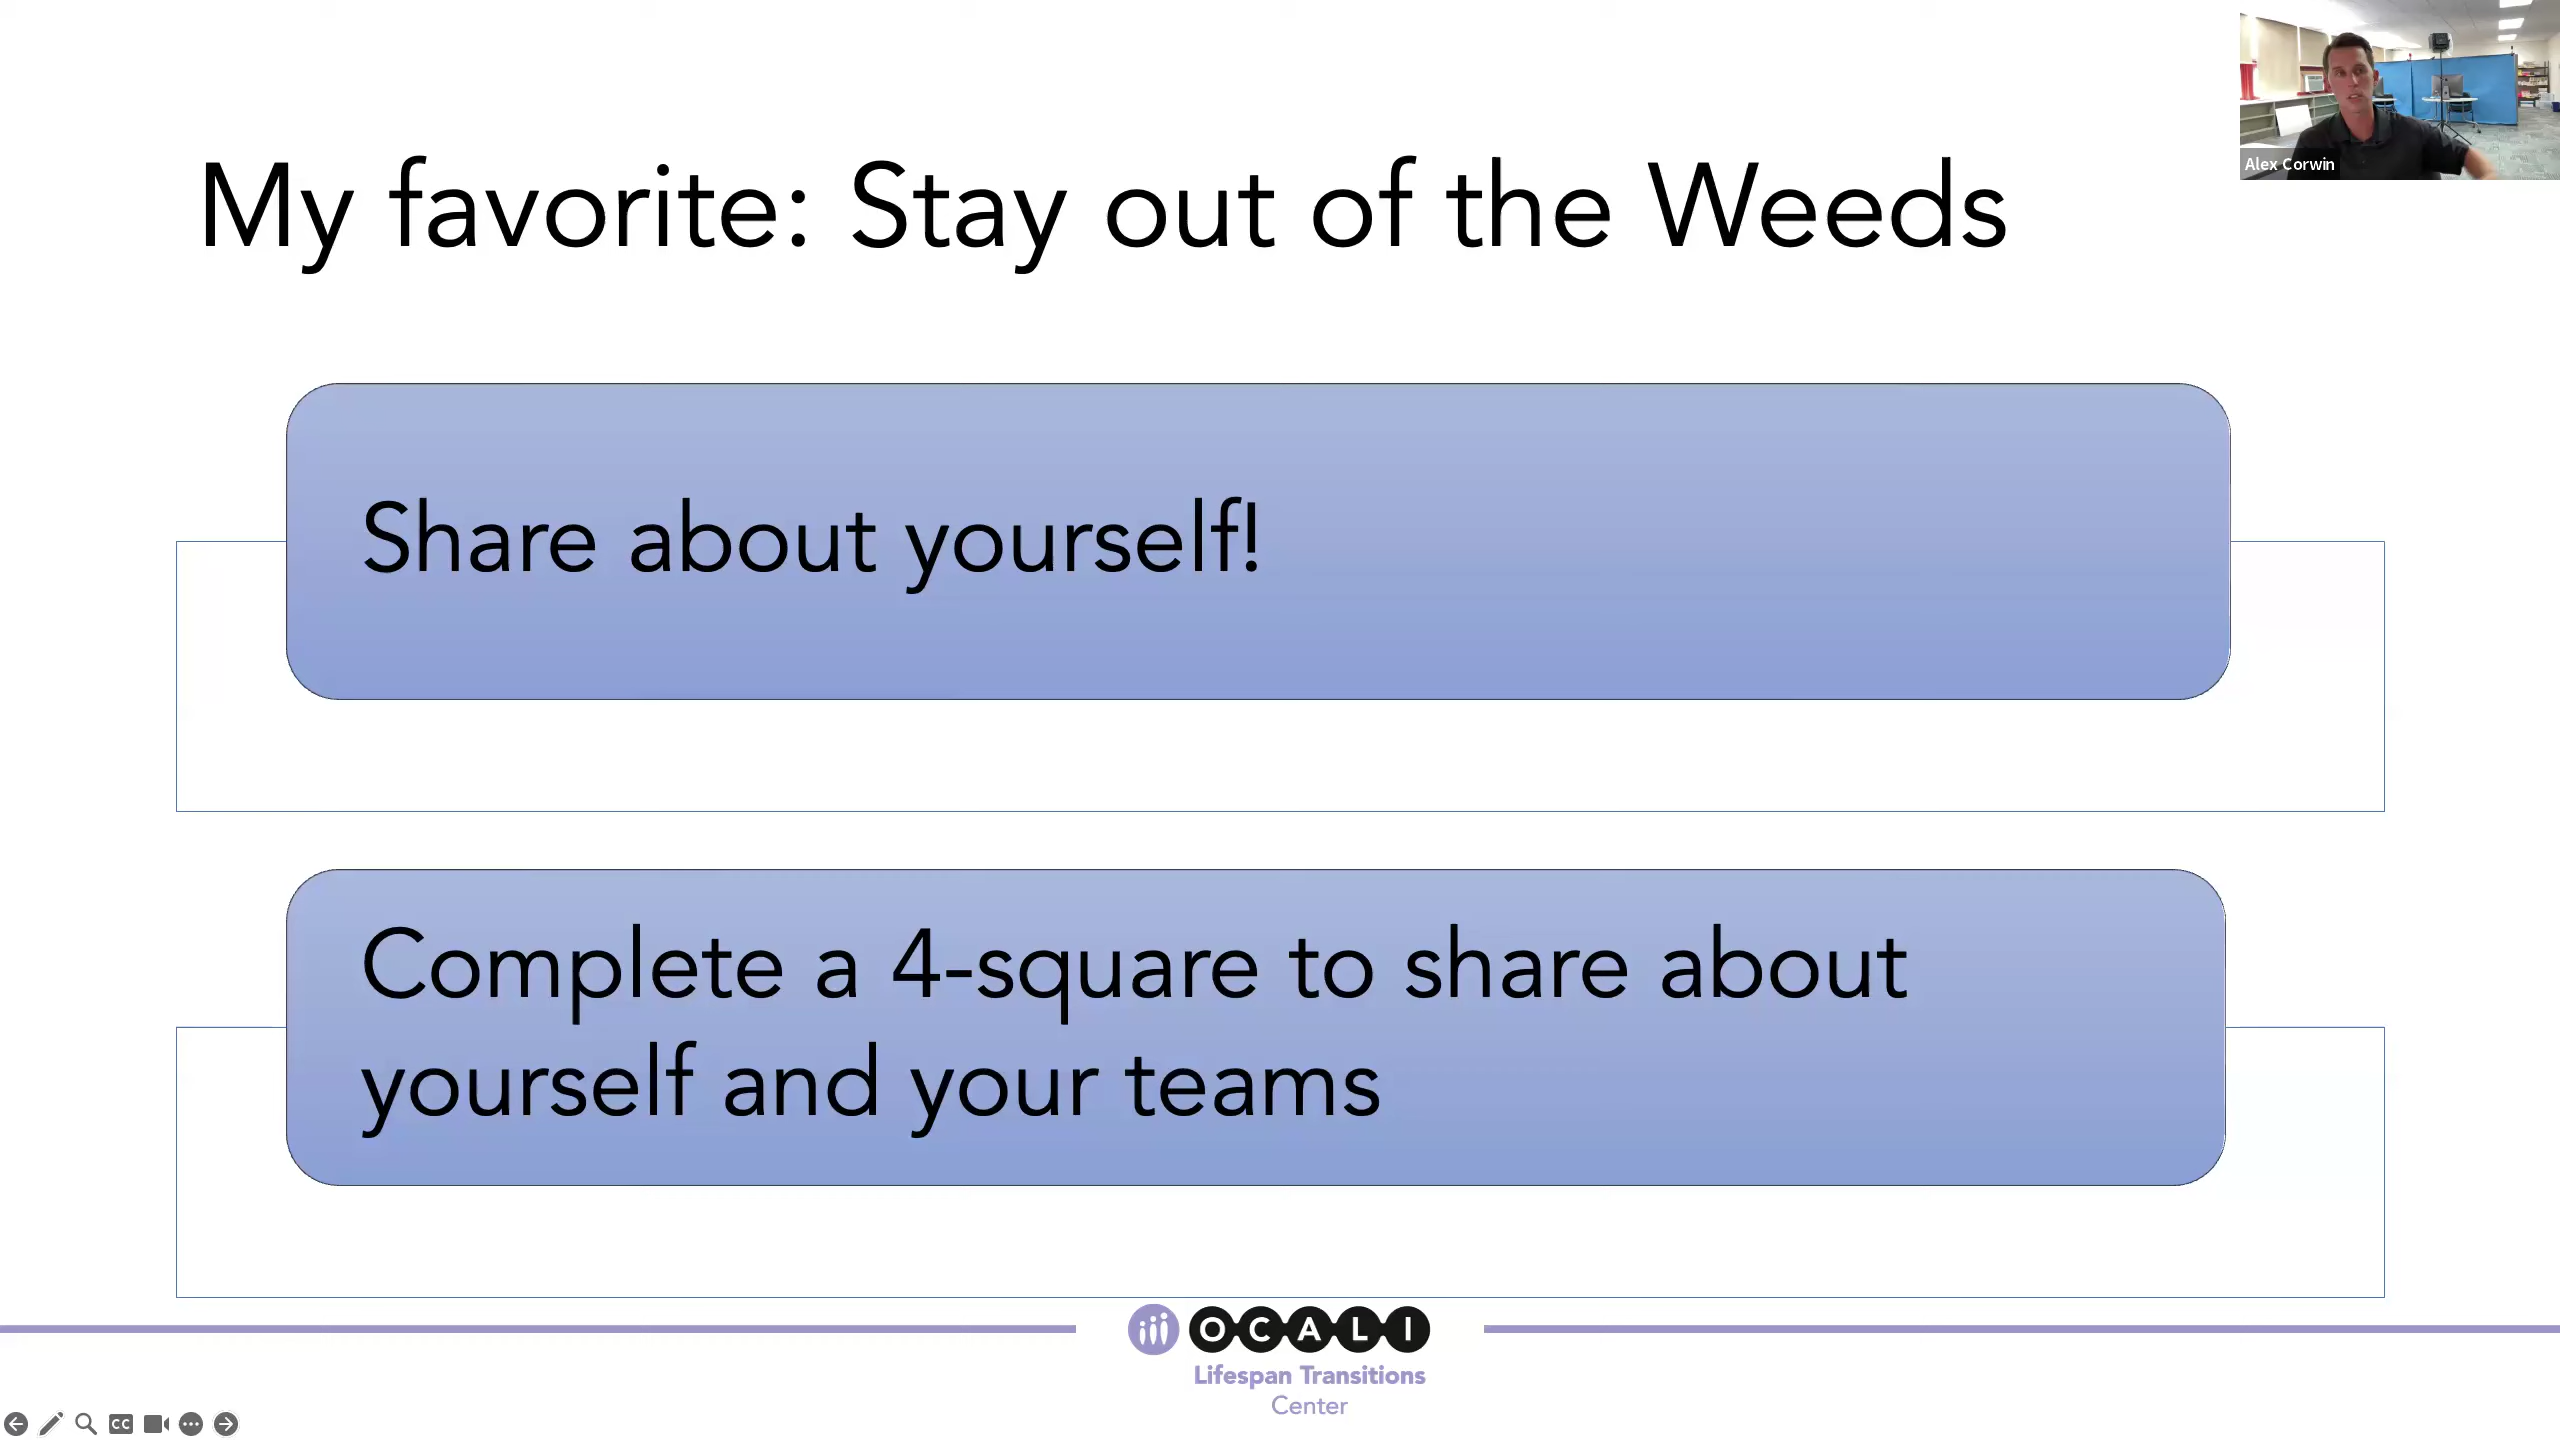 My favorite: Stay out of the Weeds
Alex Corwin
Share about yourself!
Complete a 4-square to share about
yourself and your teams
OCALI
Lifespan Transitions
Center
CC